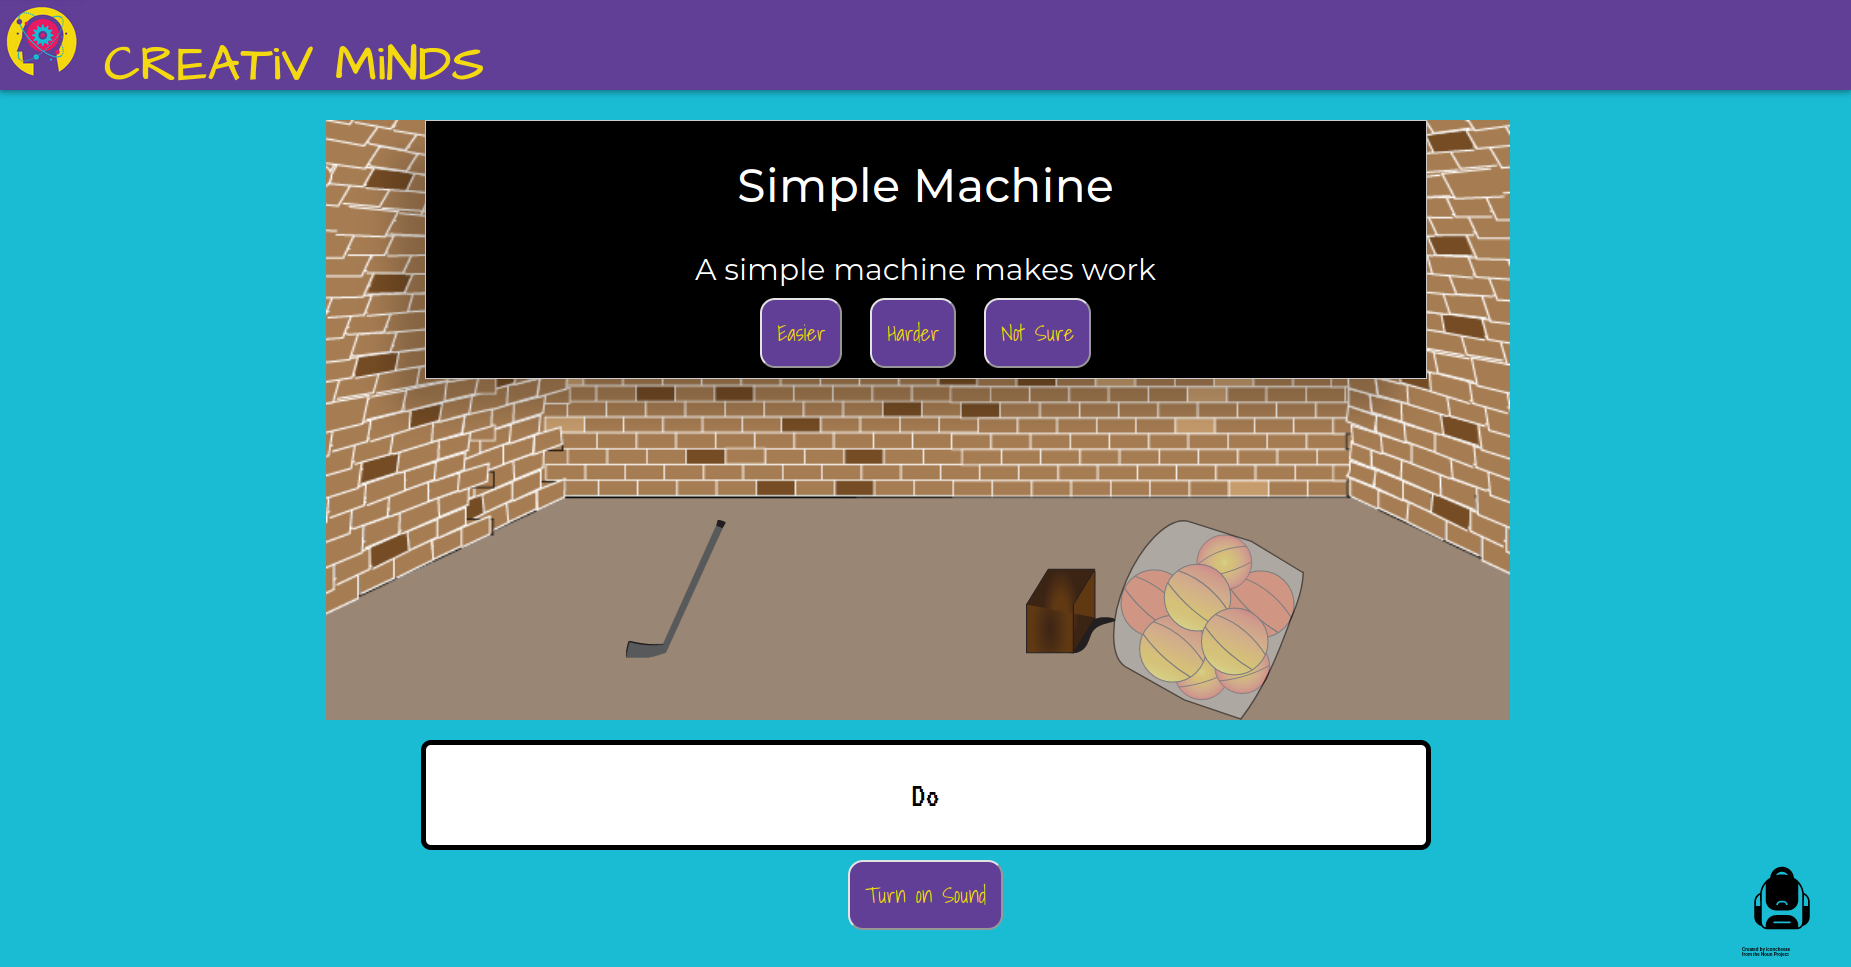 CREATiV MiNDS
Simple Machine
A simple machine makes work
Easier
Harder
Not Sure
Do
Turn on Sound
Created by iconcheese
from the Noun Project